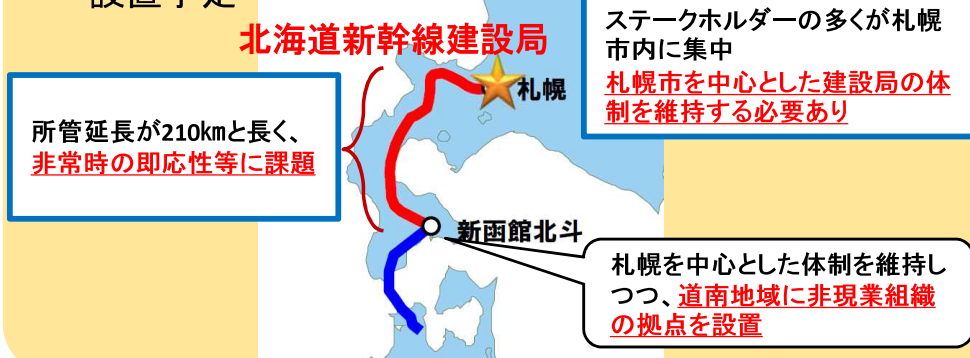 設置予定
北海道新幹線建設局
ステークホルダーの多くが札幌
市内に集中
札幌市を中心とした建設局の体
制を維持する必要あり
札幌
所管延長が210kmと長く、
非常時の即応性等に課題
新函館北斗
札幌を中心とした体制を維持し
つつ、道南地域に非現業組織
の拠点を設置